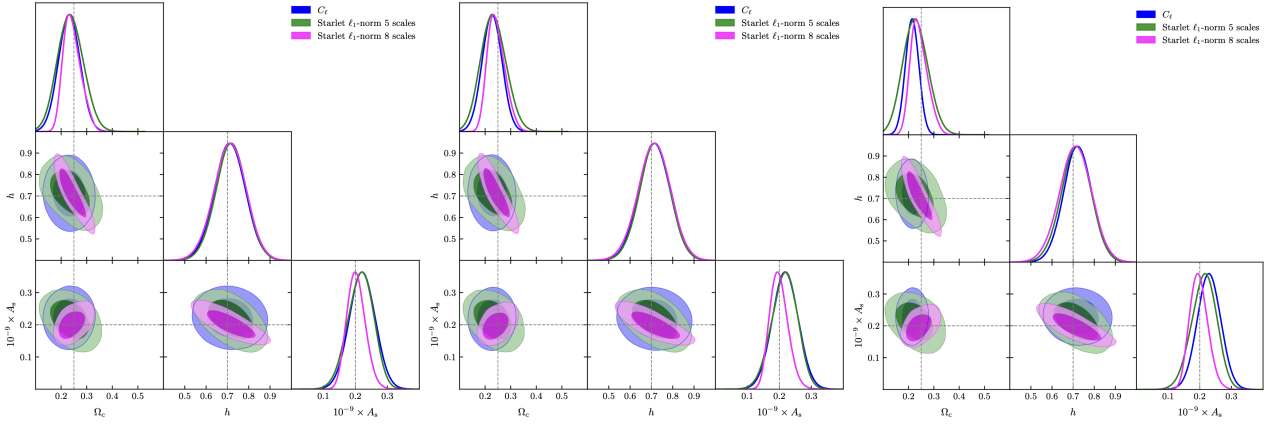 C_ℓ
Starlet ℓ₁-norm 5 scales
Starlet ℓ₁-norm 8 scales
0.9
0.8
0.7
0.6
0.5
h
0.3
0.2
0.1
10⁻⁹ × A_s
0.2 0.3 0.4 0.5
Ω_c
0.5 0.6 0.7 0.8 0.9
h
0.1 0.2 0.3
10⁻⁹ × A_s
C_ℓ
Starlet ℓ₁-norm 5 scales
Starlet ℓ₁-norm 8 scales
0.9
0.8
0.7
0.6
0.5
h
0.3
0.2
0.1
10⁻⁹ × A_s
0.2 0.3 0.4 0.5
Ω_c
0.5 0.6 0.7 0.8 0.9
h
0.1 0.2 0.3
10⁻⁹ × A_s
C_ℓ
Starlet ℓ₁-norm 5 scales
Starlet ℓ₁-norm 8 scales
0.9
0.8
0.7
0.6
0.5
h
0.3
0.2
0.1
10⁻⁹ × A_s
0.2 0.3 0.4 0.5
Ω_c
0.5 0.6 0.7 0.8 0.9
h
0.1 0.2 0.3
10⁻⁹ × A_s